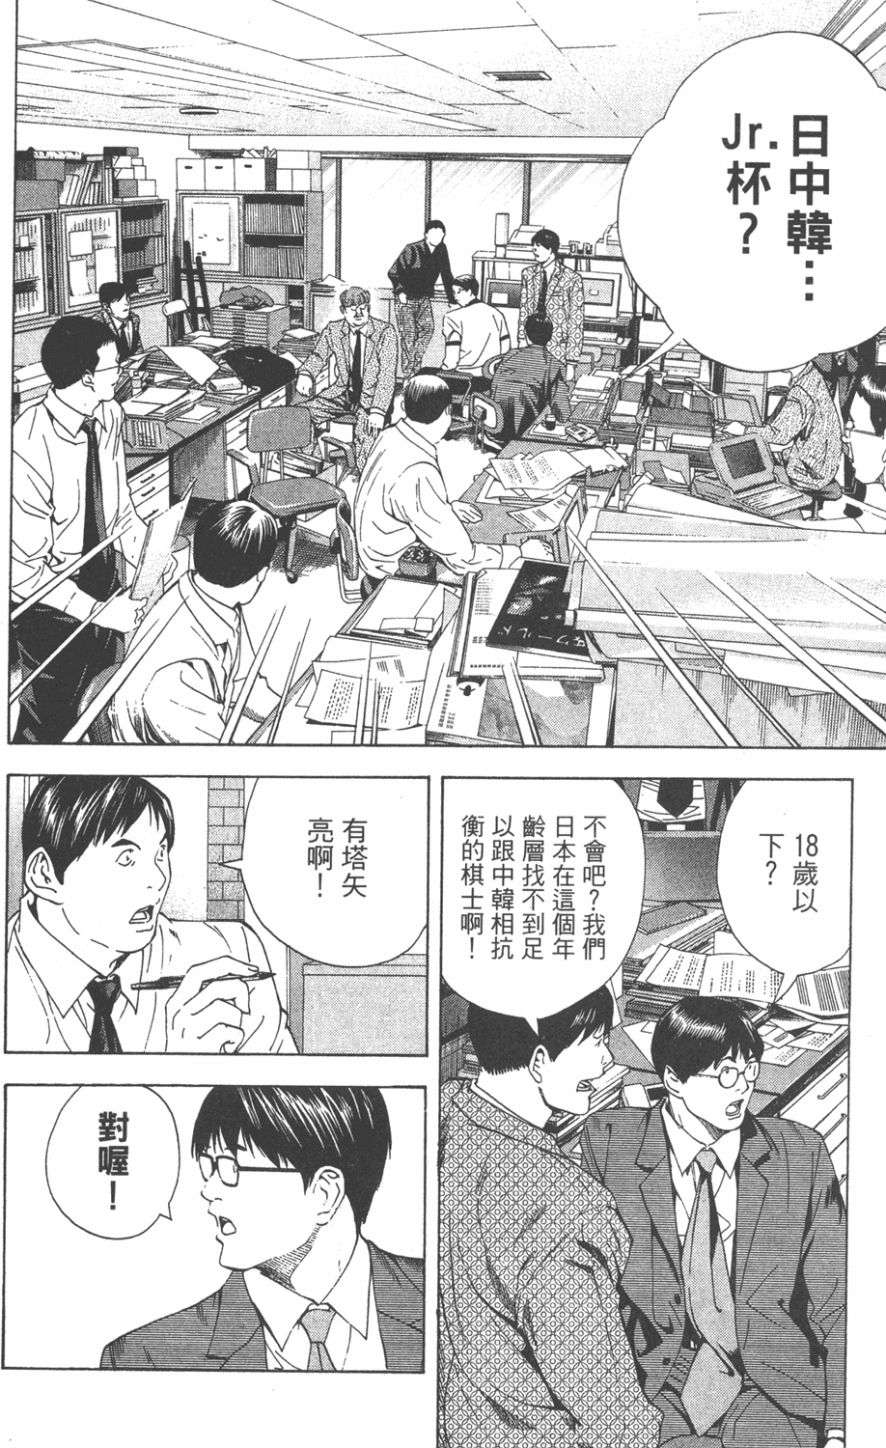 日中韓…
Jr.杯？
18歲以
下？
不會吧？我們
日本在這個年
齡層找不到足
以跟中韓相抗
衡的棋士啊！
有塔矢
亮啊！
對喔！